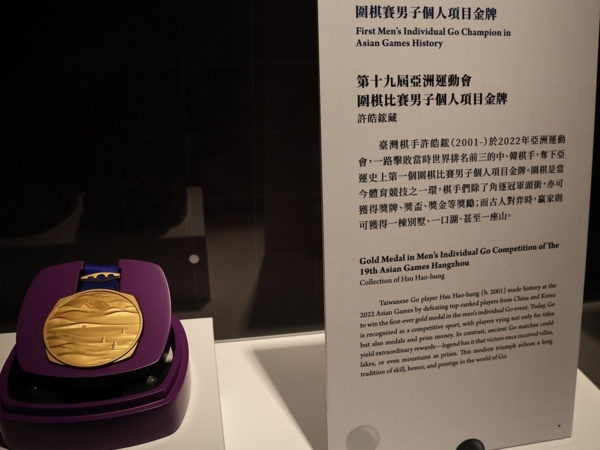 圍棋賽男子個人項目金牌
First Men's Individual Go Champion in
Asian Games History
第十九屆亞洲運動會
圍棋比賽男子個人項目金牌
許皓鋐藏
臺灣棋手許皓鋐(2001-)於2022年亞洲運動
會,一路擊敗當時世界排名前三的中、韓棋手,奪下亞
運史上第一個圍棋比賽男子個人項目金牌。圍棋是當
今體育競技之一環,棋手們除了角逐冠軍頭銜,亦可
獲得獎牌、獎盃、獎金等獎勵;而古人對弈時,贏家則
可獲得一棟別墅、一口湖、甚至一座山。
Gold Medal in Men's Individual Go Competition of The
19th Asian Games Hangzhou
Collection of Hsu Hao-hung
Taiwanese Go player Hsu Hao-hung (b. 2001) made history at the
2022 Asian Games by defeating top-ranked players from China and Korea
to win the first-ever gold medal in the men's individual Go event. Today, Go
is recognized as a competitive sport, with players vying not only for titles
but also medals and prize money. In contrast, ancient Go matches could
yield extraordinary rewards—legend has it that victors once received villas,
lakes, or even mountains as prizes. This modern triumph echoes a long
tradition of skill, honor, and prestige in the world of Go.